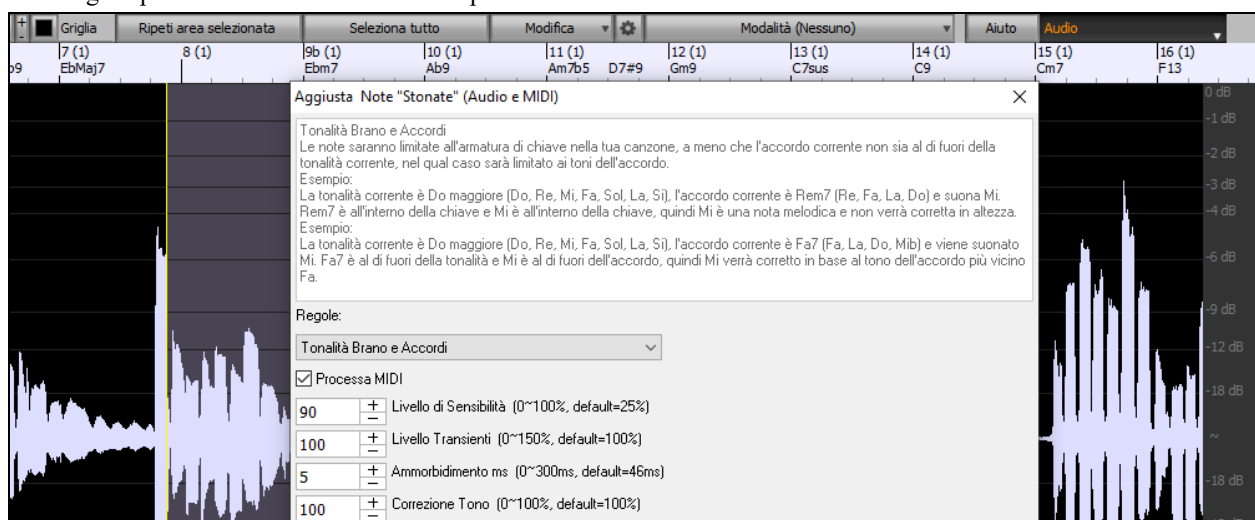 + - Griglia Ripeti area selezionata Seleziona tutto Modifica Modalità (Nessuno) Aiuto Audio
7 (1) 8 (1) 9b (1) 10 (1) 11 (1) 12 (1) 13 (1) 14 (1) 15 (1) 16 (1)
b9 EbMaj7 Ebm7 Ab9 Am7b5 D7#9 Gm9 C7sus C9 Cm7 F13
Aggiusta Note "Stonate" (Audio e MIDI)
Tonalità Brano e Accordi
Le note saranno limitate all'armatura di chiave nella tua canzone, a meno che l'accordo corrente non sia al di fuori della
tonalità corrente, nel qual caso sarà limitato ai toni dell'accordo.
Esempio:
La tonalità corrente è Do maggiore (Do, Re, Mi, Fa, Sol, La, Si), l'accordo corrente è Rem7 (Re, Fa, La, Do) e suona Mi.
Rem7 è all'interno della chiave e Mi è all'interno della chiave, quindi Mi è una nota melodica e non verrà corretta in altezza.
Esempio:
La tonalità corrente è Do maggiore (Do, Re, Mi, Fa, Sol, La, Si), l'accordo corrente è Fa7 (Fa, La, Do, Mib) e viene suonato
Mi. Fa7 è al di fuori della tonalità e Mi è al di fuori dell'accordo, quindi Mi verrà corretto in base al tono dell'accordo più vicino
Fa.
Regole:
Tonalità Brano e Accordi
Processa MIDI
90 + - Livello di Sensibilità (0~100%, default=25%)
100 + - Livello Transienti (0~150%, default=100%)
5 + - Ammorbidimento ms (0~300ms, default=46ms)
100 + - Correzione Tono (0~100%, default=100%)
0 dB
-1 dB
-2 dB
-3 dB
-4 dB
-6 dB
-9 dB
-12 dB
-18 dB
~
-18 dB